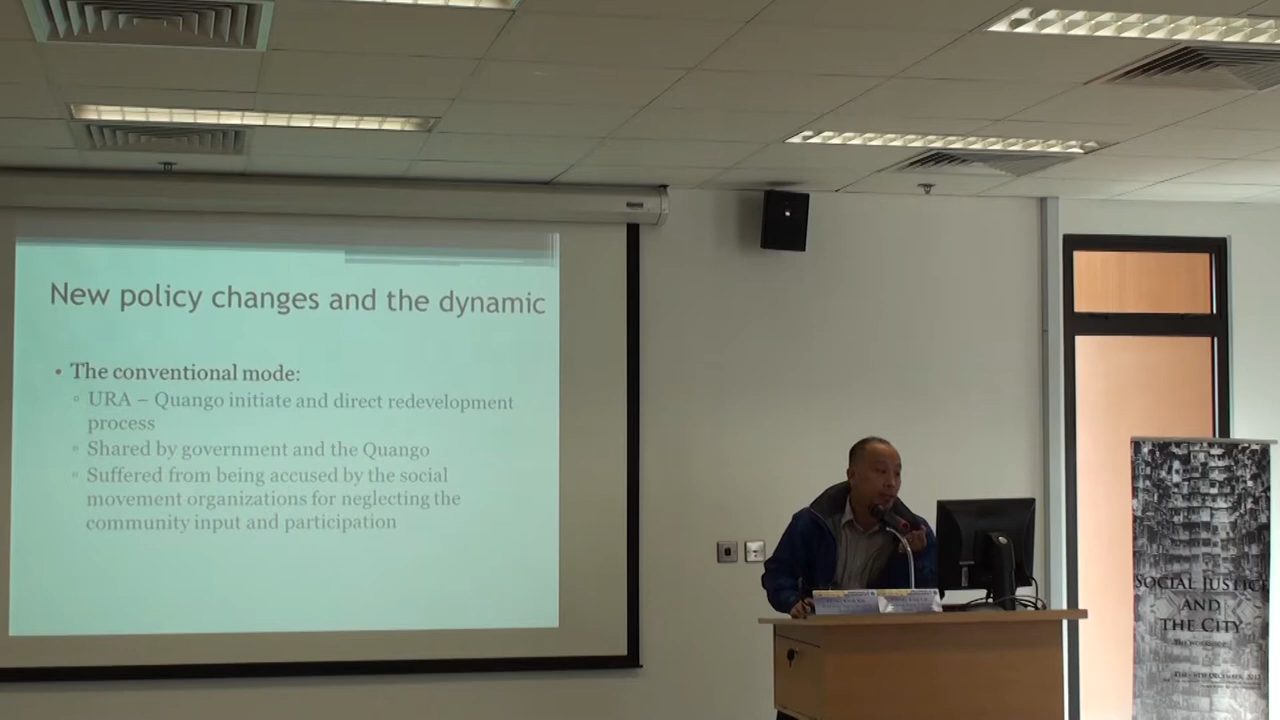 New policy changes and the dynamic
• The conventional mode:
▫ URA – Quango initiate and direct redevelopment
process
▫ Shared by government and the Quango
▫ Suffered from being accused by the social
movement organizations for neglecting the
community input and participation
SOCIAL JUSTICE
AND
THE CITY